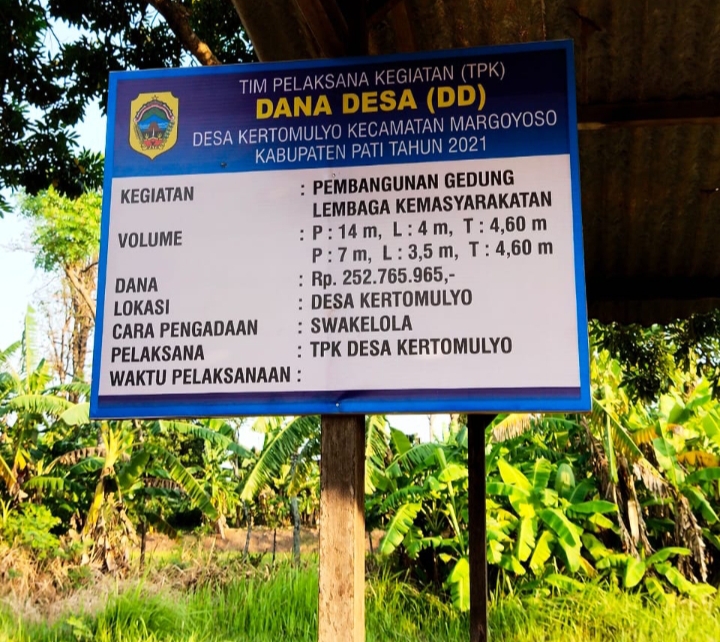 TIM PELAKSANA KEGIATAN (TPK)
DANA DESA (DD)
DESA KERTOMULYO KECAMATAN MARGOYOSO
KABUPATEN PATI TAHUN 2021
KEGIATAN : PEMBANGUNAN GEDUNG
LEMBAGA KEMASYARAKATAN
VOLUME : P : 14 m, L : 4 m, T : 4,60 m
P : 7 m, L : 3,5 m, T : 4,60 m
DANA : Rp. 252.765.965,-
LOKASI : DESA KERTOMULYO
CARA PENGADAAN : SWAKELOLA
PELAKSANA : TPK DESA KERTOMULYO
WAKTU PELAKSANAAN :